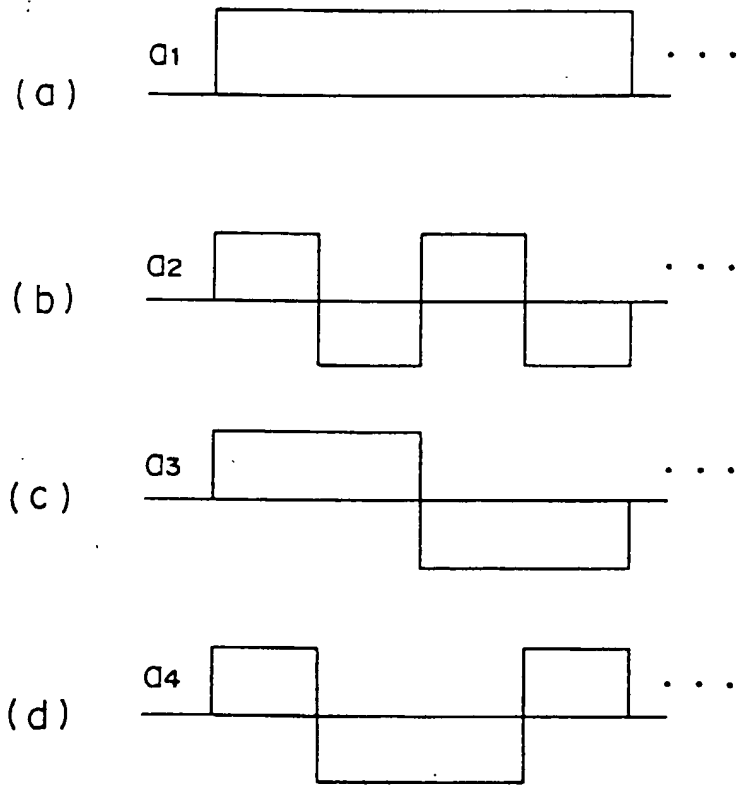 a1 . . .
(a)
a2 . . .
(b)
a3 . . .
(c)
a4 . . .
(d)